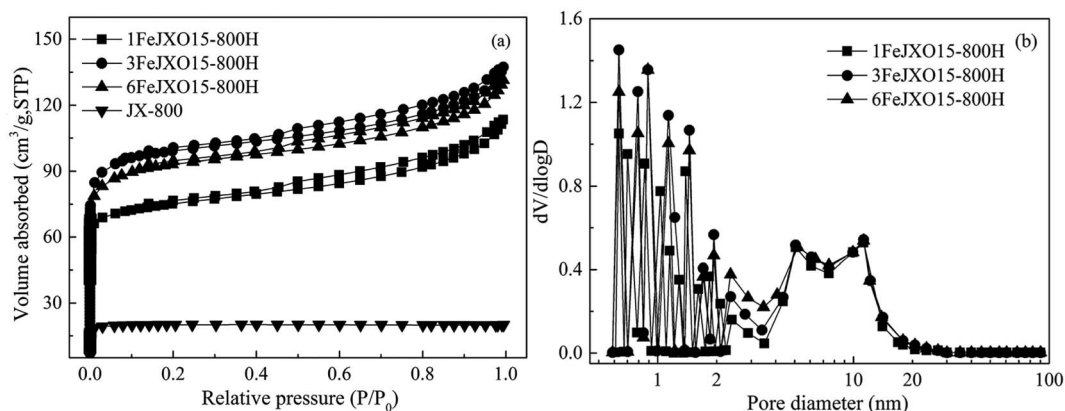 (a)
1FeJXO15-800H
3FeJXO15-800H
6FeJXO15-800H
JX-800
150
120
90
60
30
0.0 0.2 0.4 0.6 0.8 1.0
Volume absorbed (cm³/g,STP)
Relative pressure (P/P₀)
(b)
1FeJXO15-800H
3FeJXO15-800H
6FeJXO15-800H
1.6
1.2
0.8
0.4
0.0
1 2 10 20 100
dV/dlogD
Pore diameter (nm)